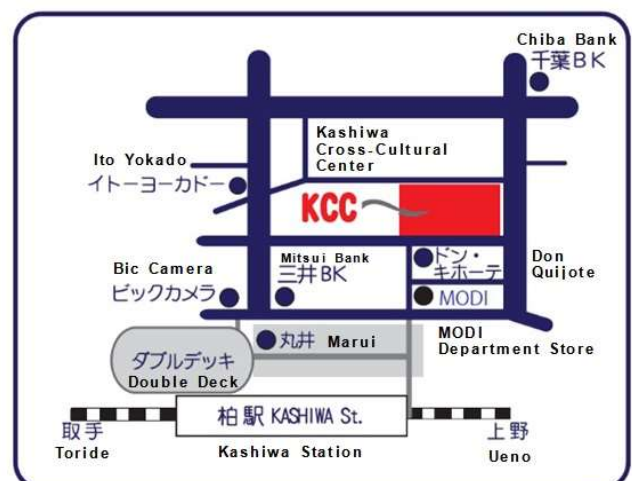 Chiba Bank
千葉BK
Kashiwa
Cross-Cultural
Center
Ito Yokado
イトーヨーカドー
KCC
Bic Camera
ビックカメラ
Mitsui Bank
三井BK
ドン・
キホーテ
Don
Quijote
MODI
丸井 Marui
MODI
Department Store
ダブルデッキ
Double Deck
柏駅 KASHIWA St.
Kashiwa Station
取手
Toride
上野
Ueno